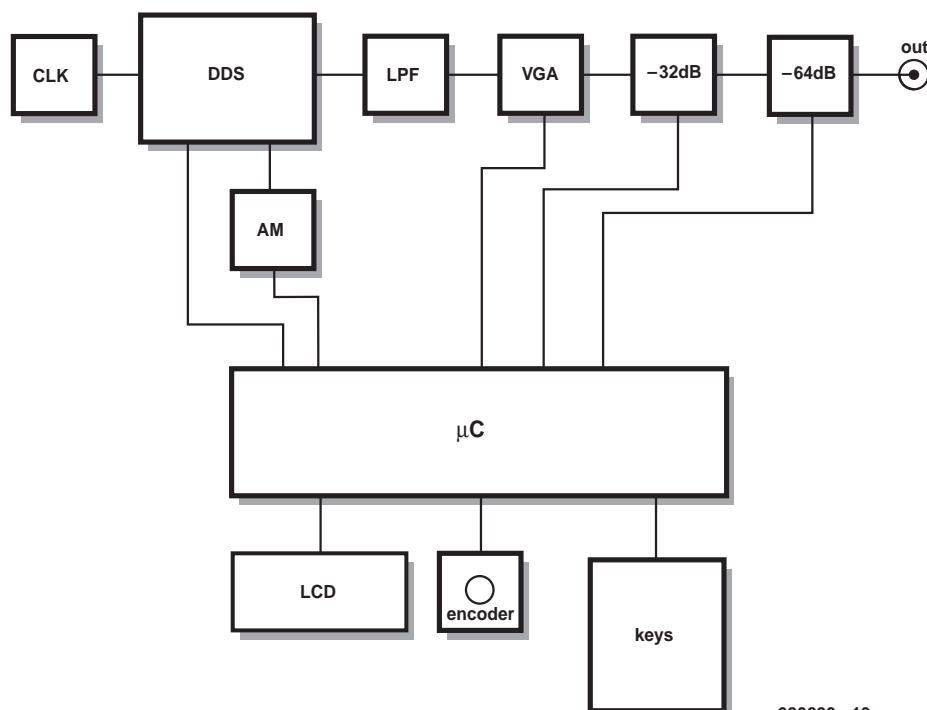 out
CLK
DDS
LPF
VGA
–32dB
–64dB
AM
µC
LCD
encoder
keys